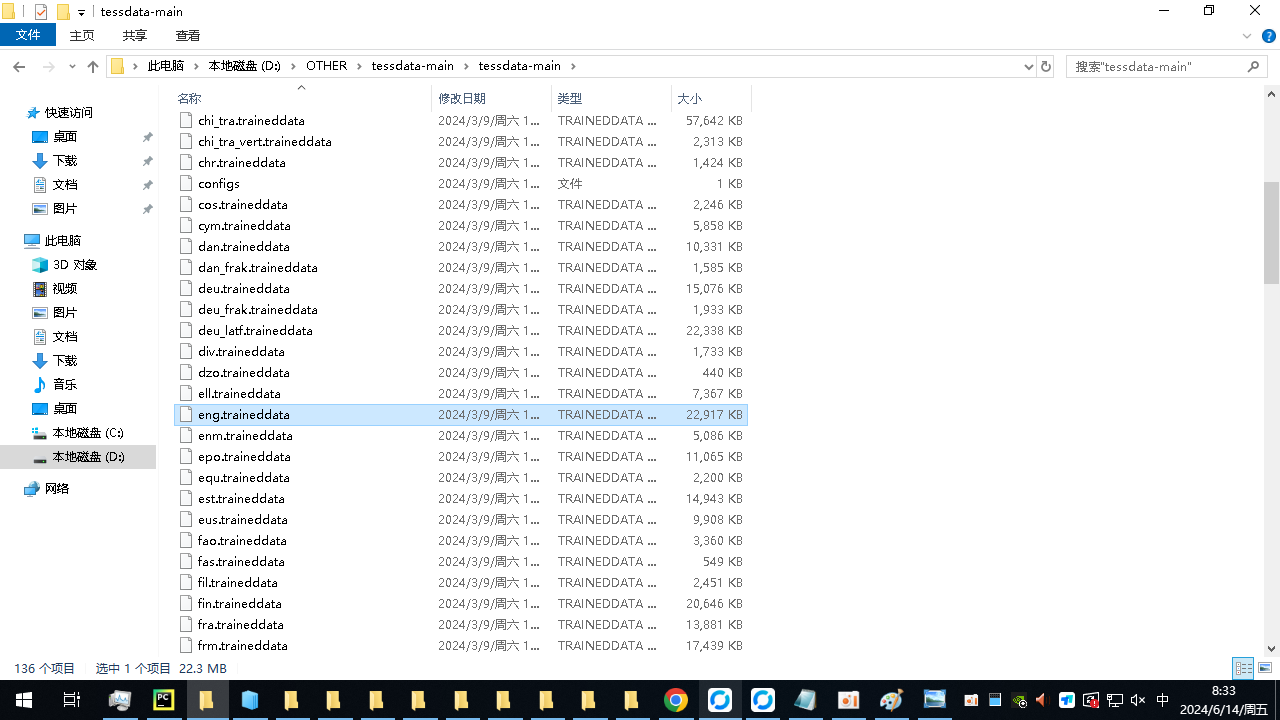 tessdata-main
文件 主页 共享 查看
此电脑 本地磁盘 (D:) OTHER tessdata-main tessdata-main 搜索"tessdata-main"
名称 修改日期 类型 大小
快速访问
桌面
下载
文档
图片
此电脑
3D 对象
视频
图片
文档
下载
音乐
桌面
本地磁盘 (C:)
本地磁盘 (D:)
网络
chi_tra.traineddata 2024/3/9/周六 1... TRAINEDDATA ... 57,642 KB
chi_tra_vert.traineddata 2024/3/9/周六 1... TRAINEDDATA ... 2,313 KB
chr.traineddata 2024/3/9/周六 1... TRAINEDDATA ... 1,424 KB
configs 2024/3/9/周六 1... 文件 1 KB
cos.traineddata 2024/3/9/周六 1... TRAINEDDATA ... 2,246 KB
cym.traineddata 2024/3/9/周六 1... TRAINEDDATA ... 5,858 KB
dan.traineddata 2024/3/9/周六 1... TRAINEDDATA ... 10,331 KB
dan_frak.traineddata 2024/3/9/周六 1... TRAINEDDATA ... 1,585 KB
deu.traineddata 2024/3/9/周六 1... TRAINEDDATA ... 15,076 KB
deu_frak.traineddata 2024/3/9/周六 1... TRAINEDDATA ... 1,933 KB
deu_latf.traineddata 2024/3/9/周六 1... TRAINEDDATA ... 22,338 KB
div.traineddata 2024/3/9/周六 1... TRAINEDDATA ... 1,733 KB
dzo.traineddata 2024/3/9/周六 1... TRAINEDDATA ... 440 KB
ell.traineddata 2024/3/9/周六 1... TRAINEDDATA ... 7,367 KB
eng.traineddata 2024/3/9/周六 1... TRAINEDDATA ... 22,917 KB
enm.traineddata 2024/3/9/周六 1... TRAINEDDATA ... 5,086 KB
epo.traineddata 2024/3/9/周六 1... TRAINEDDATA ... 11,065 KB
equ.traineddata 2024/3/9/周六 1... TRAINEDDATA ... 2,200 KB
est.traineddata 2024/3/9/周六 1... TRAINEDDATA ... 14,943 KB
eus.traineddata 2024/3/9/周六 1... TRAINEDDATA ... 9,908 KB
fao.traineddata 2024/3/9/周六 1... TRAINEDDATA ... 3,360 KB
fas.traineddata 2024/3/9/周六 1... TRAINEDDATA ... 549 KB
fil.traineddata 2024/3/9/周六 1... TRAINEDDATA ... 2,451 KB
fin.traineddata 2024/3/9/周六 1... TRAINEDDATA ... 20,646 KB
fra.traineddata 2024/3/9/周六 1... TRAINEDDATA ... 13,881 KB
frm.traineddata 2024/3/9/周六 1... TRAINEDDATA ... 17,439 KB
136 个项目 选中 1 个项目 22.3 MB
PC 中 8:33
2024/6/14/周五